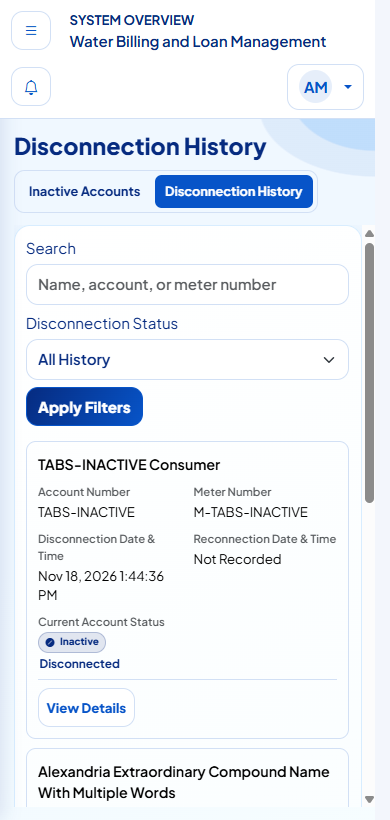 SYSTEM OVERVIEW
Water Billing and Loan Management
AM
Disconnection History
Inactive Accounts
Disconnection History
Search
Name, account, or meter number
Disconnection Status
All History
Apply Filters
TABS-INACTIVE Consumer
Account Number
TABS-INACTIVE
Meter Number
M-TABS-INACTIVE
Disconnection Date &
Time
Nov 18, 2026 1:44:36
PM
Reconnection Date & Time
Not Recorded
Current Account Status
Inactive
Disconnected
View Details
Alexandria Extraordinary Compound Name
With Multiple Words